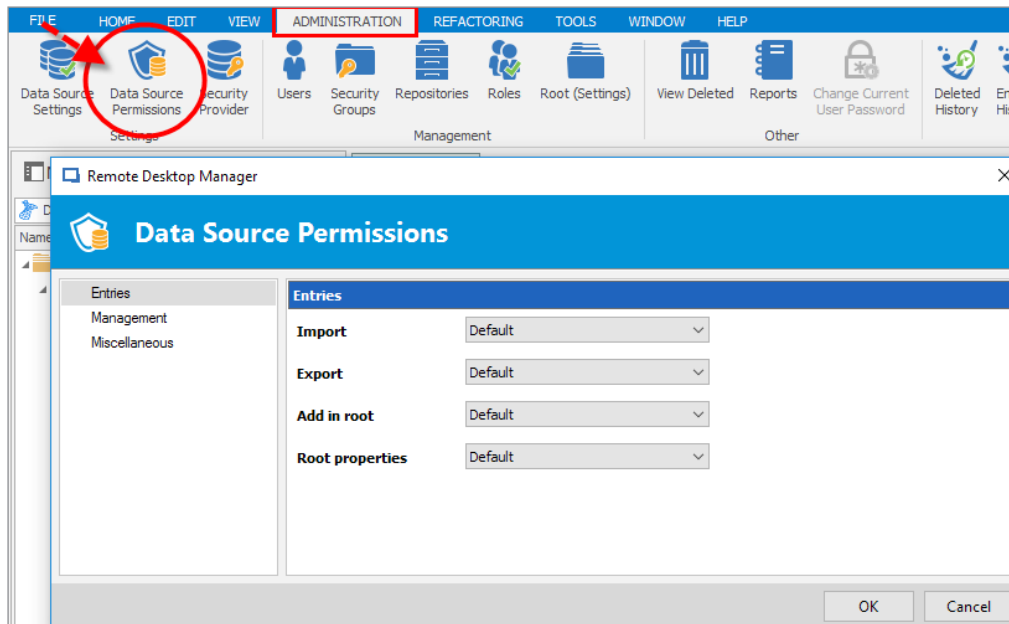 FILE HOME EDIT VIEW ADMINISTRATION REFACTORING TOOLS WINDOW HELP
Data Source Settings
Data Source Permissions
Security Provider
Users
Security Groups
Repositories
Roles
Root (Settings)
View Deleted
Reports
Change Current User Password
Deleted History
Settings
Management
Other
Remote Desktop Manager
Name
Data Source Permissions
Entries
Management
Miscellaneous
Entries
Import Default
Export Default
Add in root Default
Root properties Default
OK Cancel